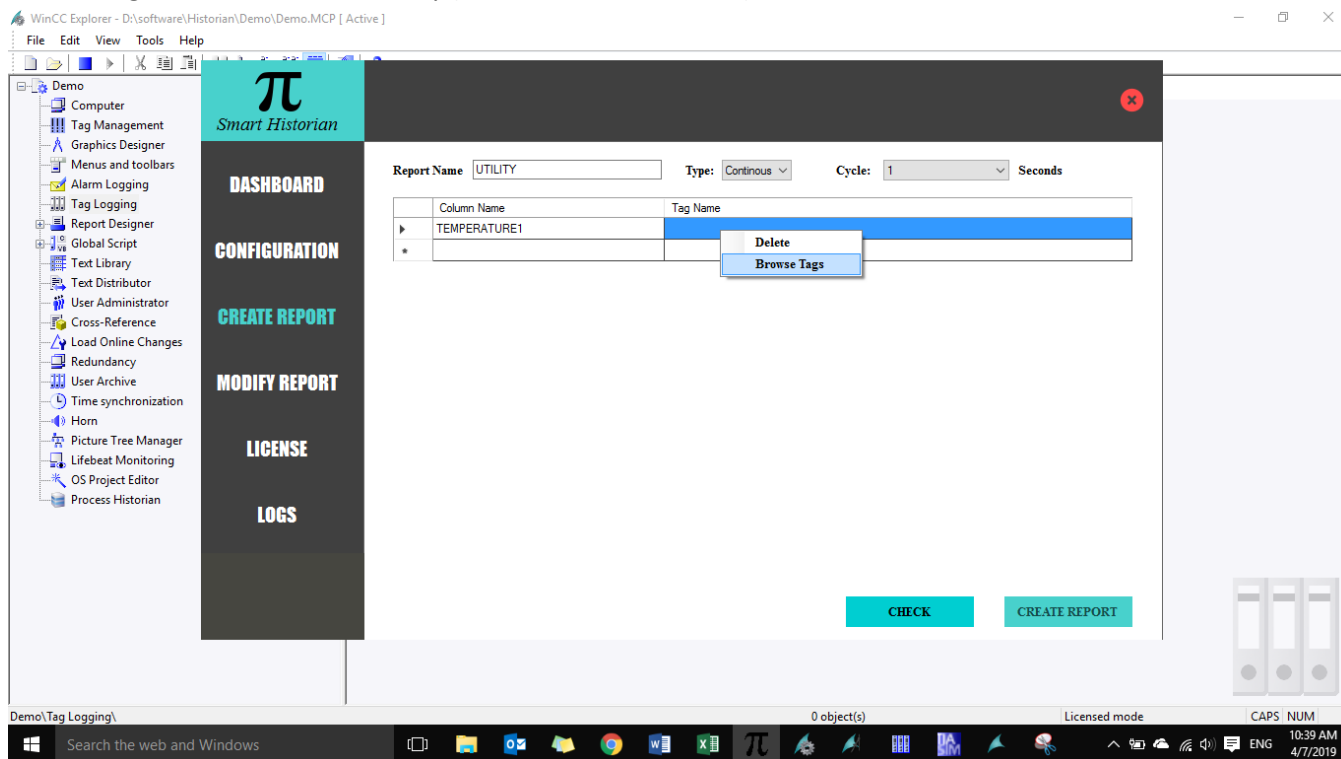 WinCC Explorer - D:\software\Historian\Demo\Demo.MCP [ Active ]
File Edit View Tools Help
Demo
Computer
Tag Management
Graphics Designer
Menus and toolbars
Alarm Logging
Tag Logging
Report Designer
Global Script
Text Library
Text Distributor
User Administrator
Cross-Reference
Load Online Changes
Redundancy
User Archive
Time synchronization
Horn
Picture Tree Manager
Lifebeat Monitoring
OS Project Editor
Process Historian
π
Smart Historian
DASHBOARD
CONFIGURATION
CREATE REPORT
MODIFY REPORT
LICENSE
LOGS
Report Name UTILITY Type: Continous Cycle: 1 Seconds
Column Name Tag Name
TEMPERATURE1
Delete
Browse Tags
CHECK CREATE REPORT
Demo\Tag Logging\ 0 object(s) Licensed mode CAPS NUM
Search the web and Windows
ENG 10:39 AM
4/7/2019